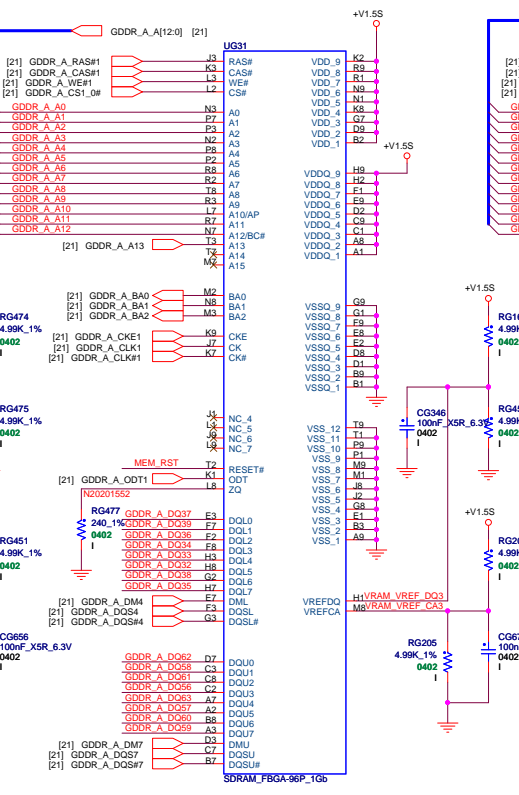 +V1.5S
GDDR_A_A[12:0] [21]
UG31
[21] GDDR_A_RAS#1 J3 RAS# VDD_9 K2
[21] GDDR_A_CAS#1 K3 CAS# VDD_8 R9
[21] GDDR_A_WE#1 L3 WE# VDD_7 R1
[21] GDDR_A_CS1_0# L2 CS# VDD_6 N9
VDD_5 N1
GDDR_A_A0 N3 A0 VDD_4 K8
GDDR_A_A1 P7 A1 VDD_3 G7
GDDR_A_A2 P3 A2 VDD_2 D9
GDDR_A_A3 N2 A3 VDD_1 B2
GDDR_A_A4 P8 A4
+V1.5S
GDDR_A_A5 P2 A5
GDDR_A_A6 R8 A6 VDDQ_9 H9
GDDR_A_A7 R2 A7 VDDQ_8 H2
GDDR_A_A8 T8 A8 VDDQ_7 F1
GDDR_A_A9 R3 A9 VDDQ_6 E9
GDDR_A_A10 L7 A10/AP VDDQ_5 D2
GDDR_A_A11 R7 A11 VDDQ_4 C9
GDDR_A_A12 N7 A12/BC# VDDQ_3 C1
[21] GDDR_A_A13 T3 A13 VDDQ_2 A8
T7 A14 VDDQ_1 A1
M7 A15
+V1.5S
[21] GDDR_A_BA0 M2 BA0 VSSQ_9 G9
[21] GDDR_A_BA1 N8 BA1 VSSQ_8 G1
[21] GDDR_A_BA2 M3 BA2 VSSQ_7 F9
VSSQ_6 E8
[21] GDDR_A_CKE1 K9 CKE VSSQ_5 E2
[21] GDDR_A_CLK1 J7 CK VSSQ_4 D8
[21] GDDR_A_CLK#1 K7 CK# VSSQ_3 D1
VSSQ_2 B9
VSSQ_1 B1
RG474
4.99K_1%
0402
I
J1 NC_4
L1 NC_5 VSS_12 T9
J9 NC_6 VSS_11 T1
L9 NC_7 VSS_10 P9
VSS_9 P1
MEM_RST T2 RESET# VSS_8 M9
[21] GDDR_A_ODT1 K1 ODT VSS_7 M1
N20201552 L8 ZQ VSS_6 J8
VSS_5 J2
VSS_4 G8
VSS_3 E1
VSS_2 B3
VSS_1 A9
RG475
4.99K_1%
0402
I
CG346
100nF_X5R_6.3V
0402
I
RG477
240_1%
0402
I
GDDR_A_DQ37 E3 DQL0
GDDR_A_DQ39 F7 DQL1
GDDR_A_DQ36 F2 DQL2
GDDR_A_DQ34 F8 DQL3
GDDR_A_DQ33 H3 DQL4
GDDR_A_DQ32 H8 DQL5
GDDR_A_DQ38 G2 DQL6
GDDR_A_DQ35 H7 DQL7
+V1.5S
RG451
4.99K_1%
0402
I
[21] GDDR_A_DM4 E7 DML VREFDQ H1 VRAM_VREF_DQ3
[21] GDDR_A_DQS4 F3 DQSL VREFCA M8 VRAM_VREF_CA3
[21] GDDR_A_DQS#4 G3 DQSL#
CG656
100nF_X5R_6.3V
0402
I
RG205
4.99K_1%
0402
I
GDDR_A_DQ62 D7 DQU0
GDDR_A_DQ58 C3 DQU1
GDDR_A_DQ61 C8 DQU2
GDDR_A_DQ56 C2 DQU3
GDDR_A_DQ63 A7 DQU4
GDDR_A_DQ57 A2 DQU5
GDDR_A_DQ60 B8 DQU6
GDDR_A_DQ59 A3 DQU7
[21] GDDR_A_DM7 D3 DMU
[21] GDDR_A_DQS7 C7 DQSU
[21] GDDR_A_DQS#7 B7 DQSU#
SDRAM_FBGA-96P_1Gb